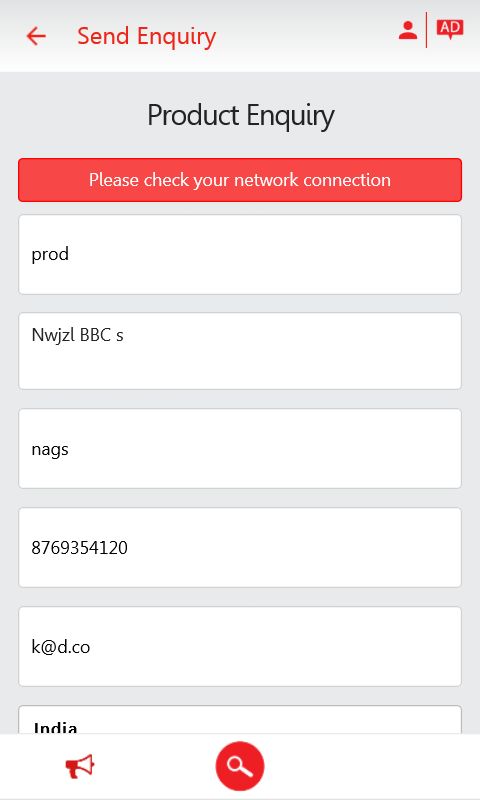 Send Enquiry
AD
Product Enquiry
Please check your network connection
prod
Nwjzl BBC s
nags
8769354120
k@d.co
India